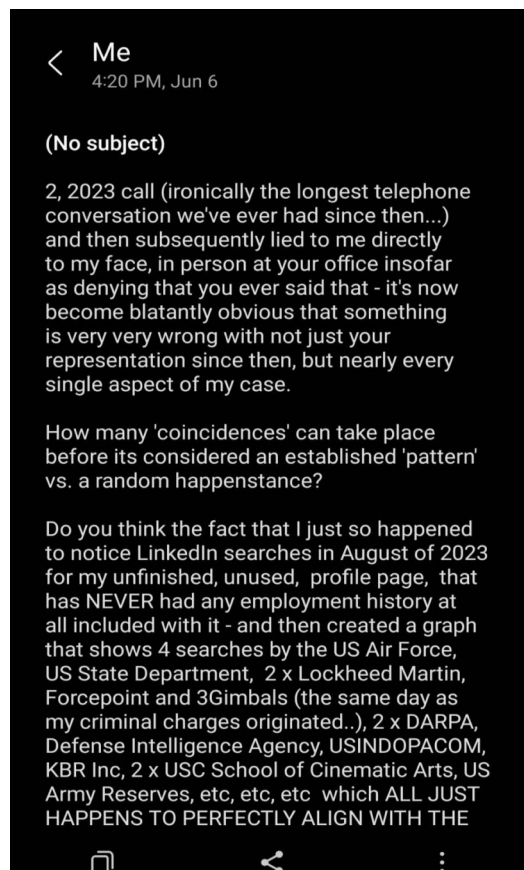 Me
4:20 PM, Jun 6
(No subject)
2, 2023 call (ironically the longest telephone
conversation we've ever had since then...)
and then subsequently lied to me directly
to my face, in person at your office insofar
as denying that you ever said that - it's now
become blatantly obvious that something
is very very wrong with not just your
representation since then, but nearly every
single aspect of my case.
How many 'coincidences' can take place
before its considered an established 'pattern'
vs. a random happenstance?
Do you think the fact that I just so happened
to notice LinkedIn searches in August of 2023
for my unfinished, unused,  profile page,  that
has NEVER had any employment history at
all included with it - and then created a graph
that shows 4 searches by the US Air Force,
US State Department,  2 x Lockheed Martin,
Forcepoint and 3Gimbals (the same day as
my criminal charges originated..), 2 x DARPA,
Defense Intelligence Agency, USINDOPACOM,
KBR Inc, 2 x USC School of Cinematic Arts, US
Army Reserves, etc, etc, etc  which ALL JUST
HAPPENS TO PERFECTLY ALIGN WITH THE